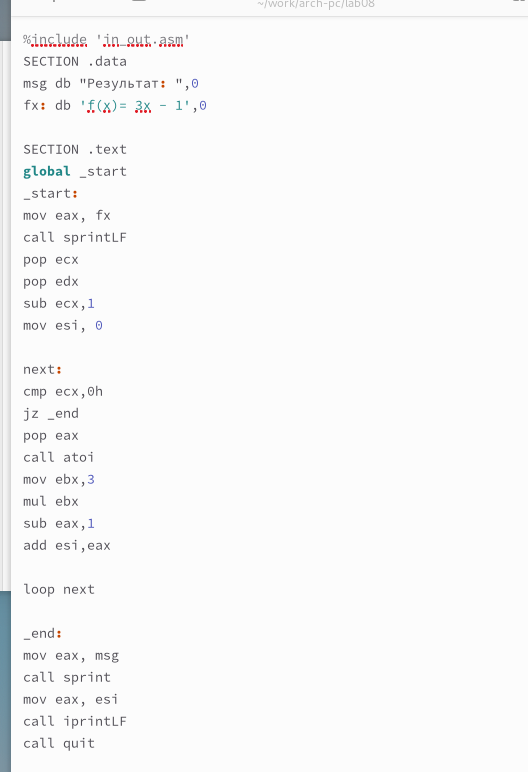 ~/work/arch-pc/lab08
%include 'in_out.asm'
SECTION .data
msg db "Результат: ",0
fx: db 'f(x)= 3x - 1',0
SECTION .text
global _start
_start:
mov eax, fx
call sprintLF
pop ecx
pop edx
sub ecx,1
mov esi, 0
next:
cmp ecx,0h
jz _end
pop eax
call atoi
mov ebx,3
mul ebx
sub eax,1
add esi,eax
loop next
_end:
mov eax, msg
call sprint
mov eax, esi
call iprintLF
call quit